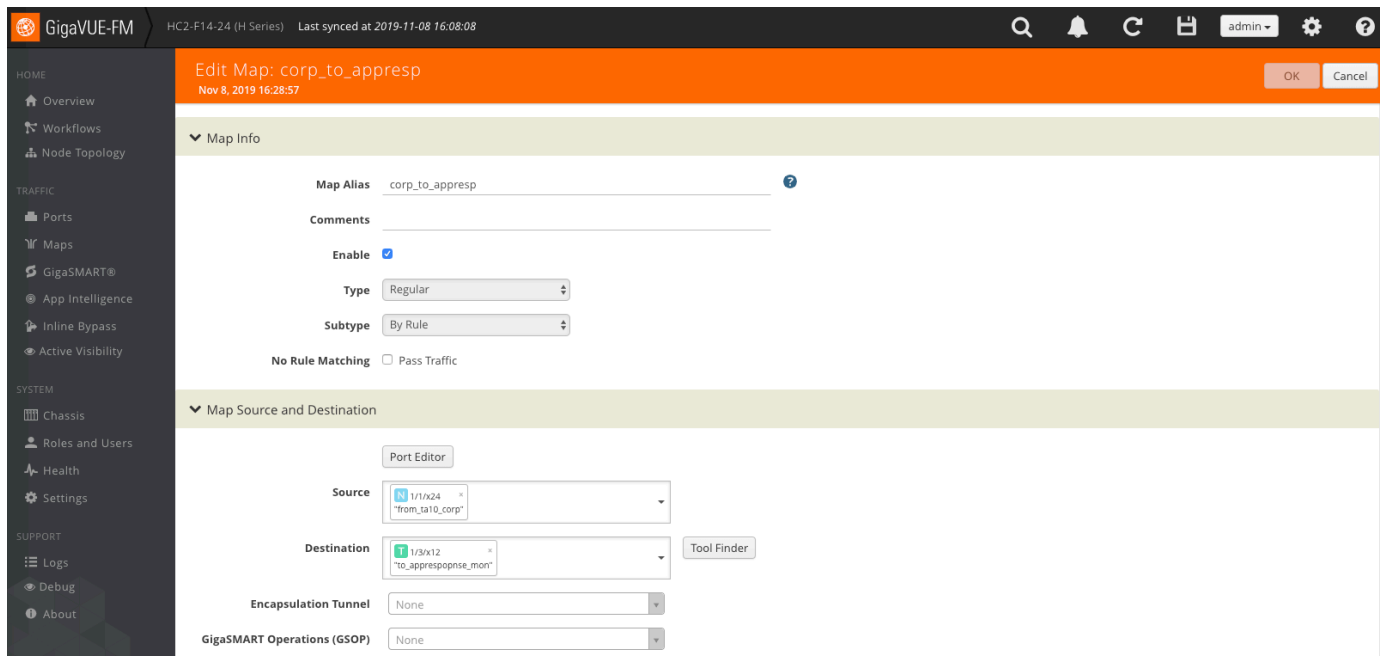 GigaVUE-FM HC2-F14-24 (H Series) Last synced at 2019-11-08 16:08:08 admin
HOME
Overview
Workflows
Node Topology
TRAFFIC
Ports
Maps
GigaSMART®
App Intelligence
Inline Bypass
Active Visibility
SYSTEM
Chassis
Roles and Users
Health
Settings
SUPPORT
Logs
Debug
About
Edit Map: corp_to_appresp
Nov 8, 2019 16:28:57
OK Cancel
Map Info
Map Alias corp_to_appresp
Comments
Enable
Type Regular
Subtype By Rule
No Rule Matching Pass Traffic
Map Source and Destination
Port Editor
Source N 1/1/x24 ×
"from_ta10_corp"
Destination T 1/3/x12 × Tool Finder
"to_apprespopnse_mon"
Encapsulation Tunnel None
GigaSMART Operations (GSOP) None